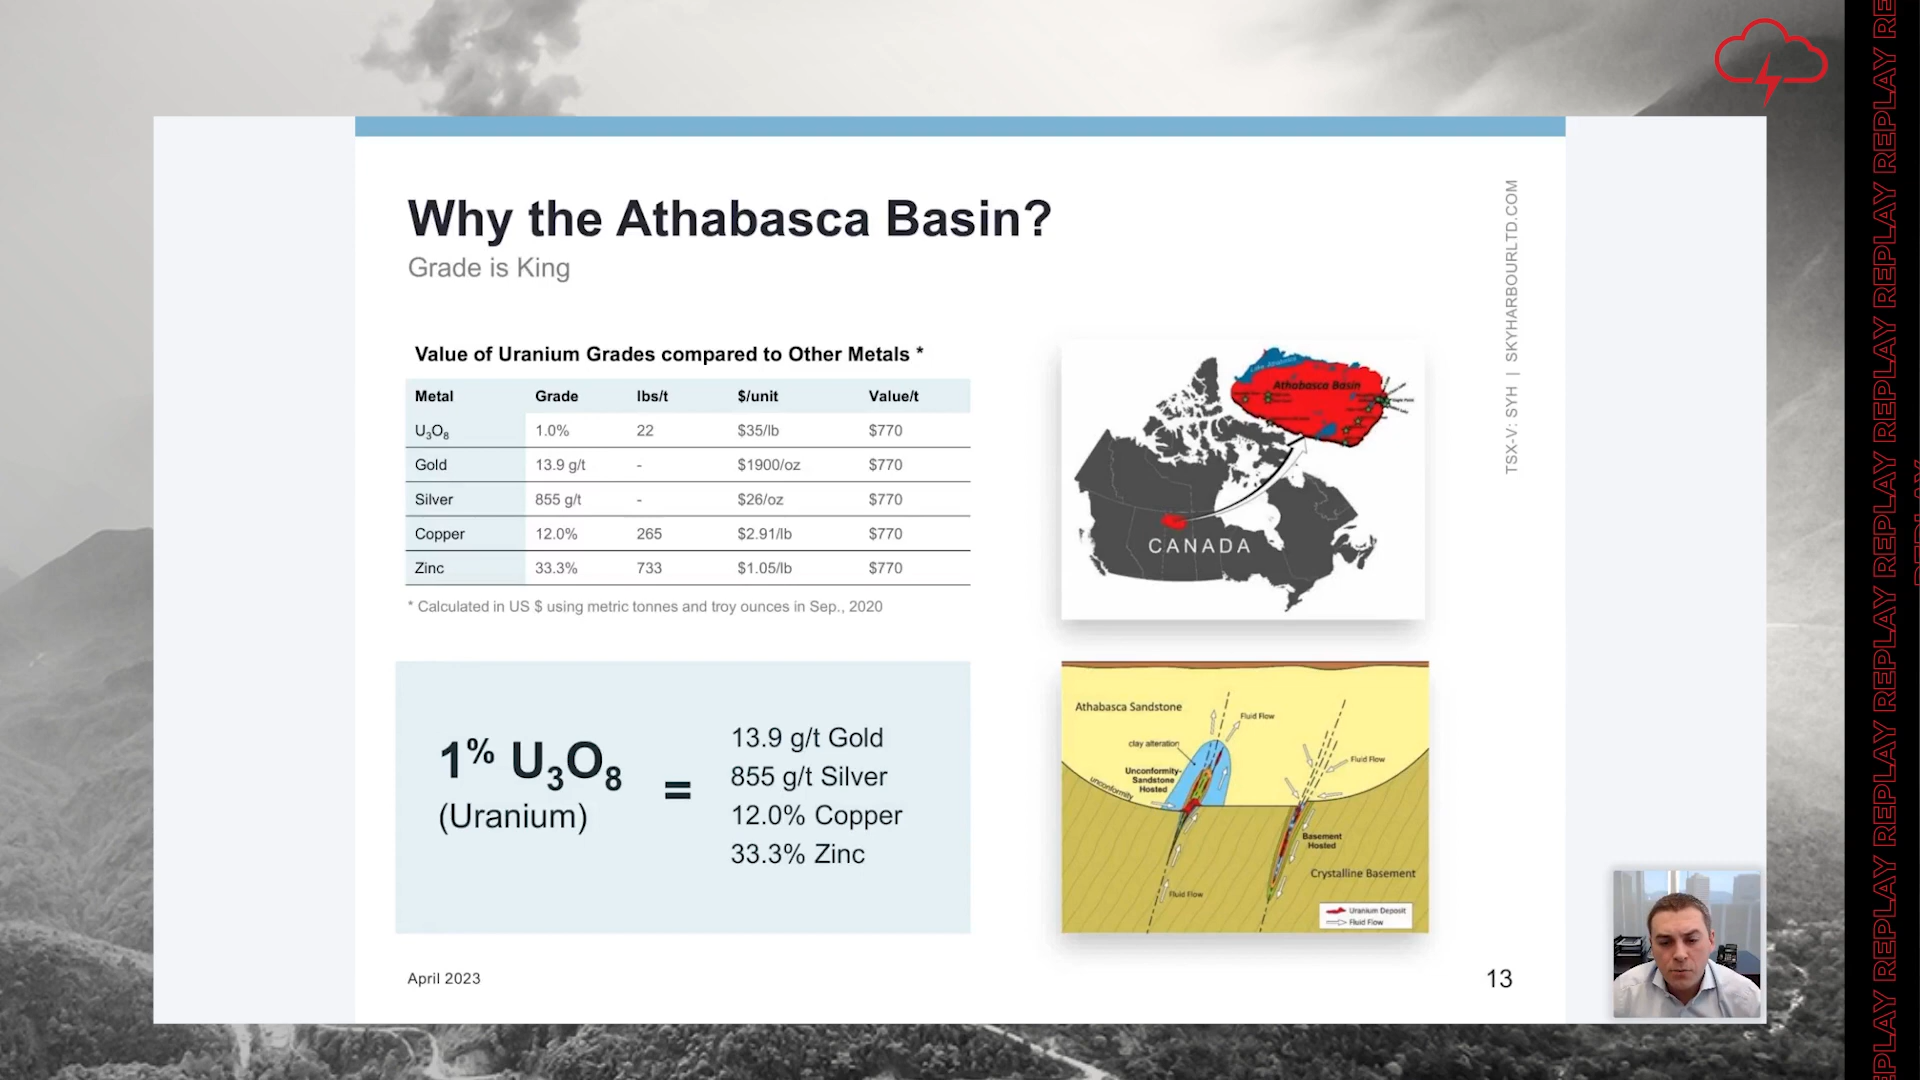 Why the Athabasca Basin?
Grade is King
TSX-V: SYH | SKYHARBOURLTD.COM
Value of Uranium Grades compared to Other Metals *
Metal Grade lbs/t $/unit Value/t
U3O8 1.0% 22 $35/lb $770
Gold 13.9 g/t - $1900/oz $770
Silver 855 g/t - $26/oz $770
Copper 12.0% 265 $2.91/lb $770
Zinc 33.3% 733 $1.05/lb $770
* Calculated in US $ using metric tonnes and troy ounces in Sep., 2020
Lake Athabasca
Athabasca Basin
CANADA
1% U3O8
(Uranium)
=
13.9 g/t Gold
855 g/t Silver
12.0% Copper
33.3% Zinc
Athabasca Sandstone
Fluid Flow
clay alteration
Fluid Flow
Unconformity-
Sandstone
Hosted
unconformity
Basement
Hosted
Crystalline Basement
Fluid Flow
Uranium Deposit
Fluid Flow
April 2023
13
REPLAY REPLAY REPLAY REPLAY REPLAY REPLAY REPLAY REPLAY